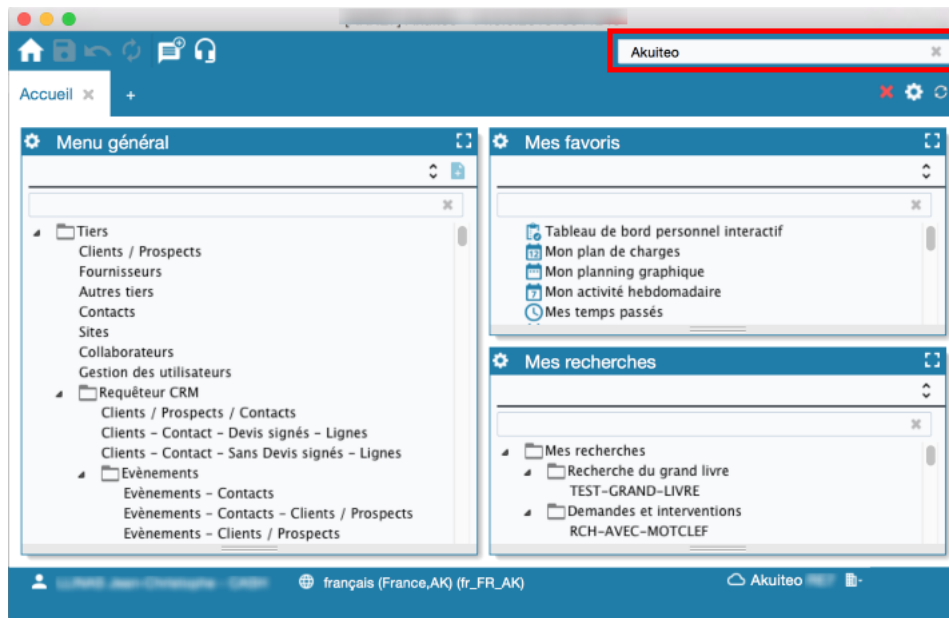 Akuiteo
Accueil
+
Menu général
Tiers
Clients / Prospects
Fournisseurs
Autres tiers
Contacts
Sites
Collaborateurs
Gestion des utilisateurs
Requêteur CRM
Clients / Prospects / Contacts
Clients – Contact – Devis signés – Lignes
Clients – Contact – Sans Devis signés – Lignes
Evènements
Evènements – Contacts
Evènements – Contacts – Clients / Prospects
Evènements – Clients / Prospects
Mes favoris
Tableau de bord personnel interactif
12 Mon plan de charges
Mon planning graphique
7 Mon activité hebdomadaire
Mes temps passés
Mes recherches
Mes recherches
Recherche du grand livre
TEST-GRAND-LIVRE
Demandes et interventions
RCH-AVEC-MOTCLEF
français (France,AK) (fr_FR_AK)
Akuiteo